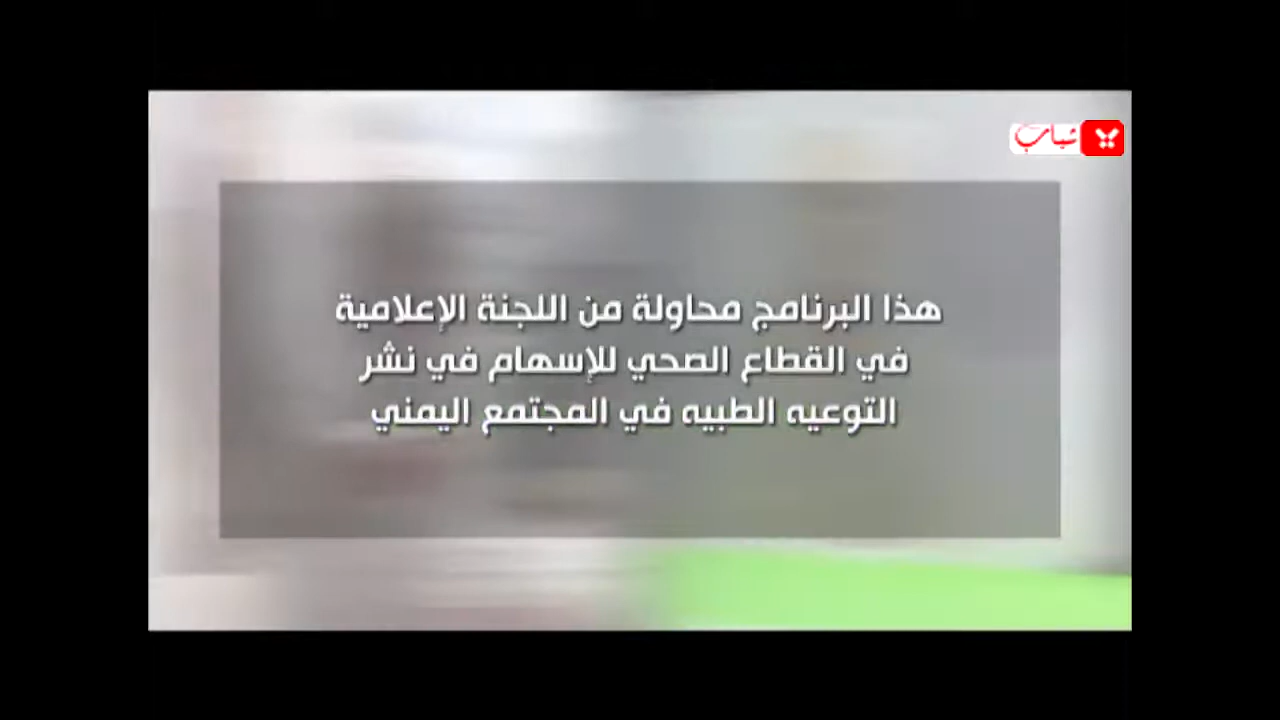 شباب
هذا البرنامج محاولة من اللجنة الإعلامية
في القطاع الصحي للإسهام في نشر
التوعيه الطبيه في المجتمع اليمني